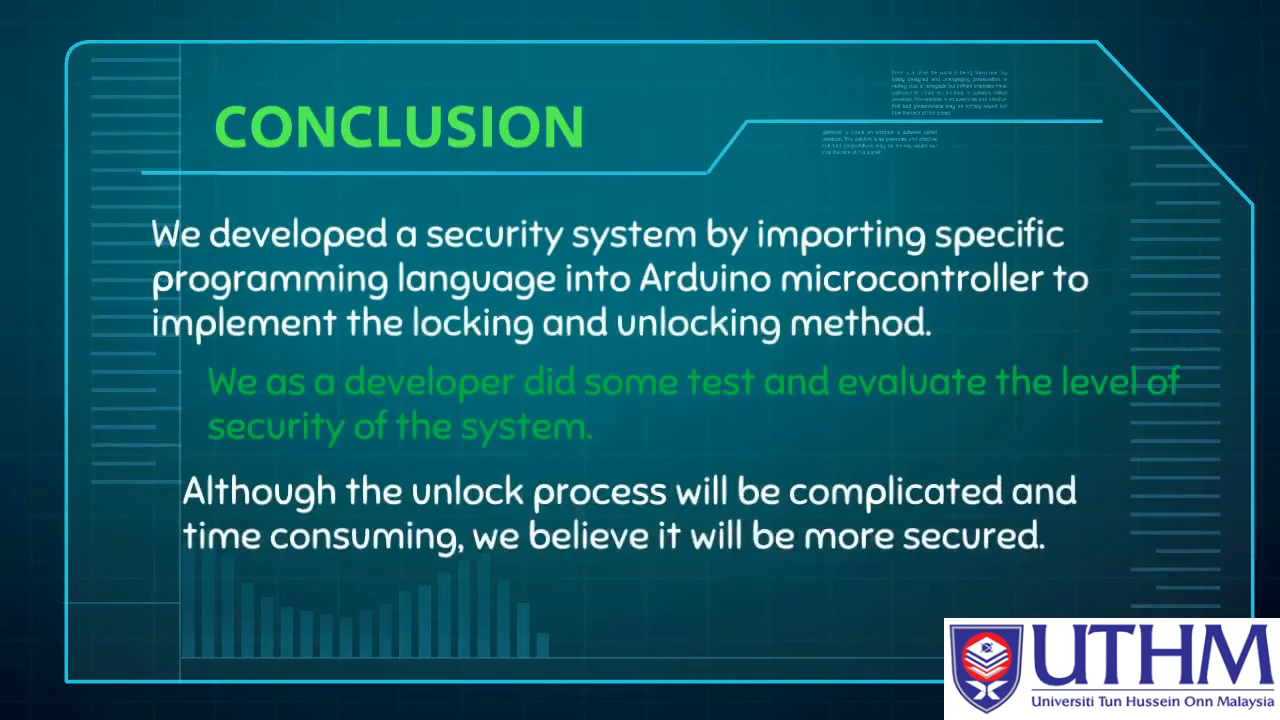 CONCLUSION
We developed a security system by importing specific
programming language into Arduino microcontroller to
implement the locking and unlocking method.
We as a developer did some test and evaluate the level of
security of the system.
Although the unlock process will be complicated and
time consuming, we believe it will be more secured.
UTHM
Universiti Tun Hussein Onn Malaysia